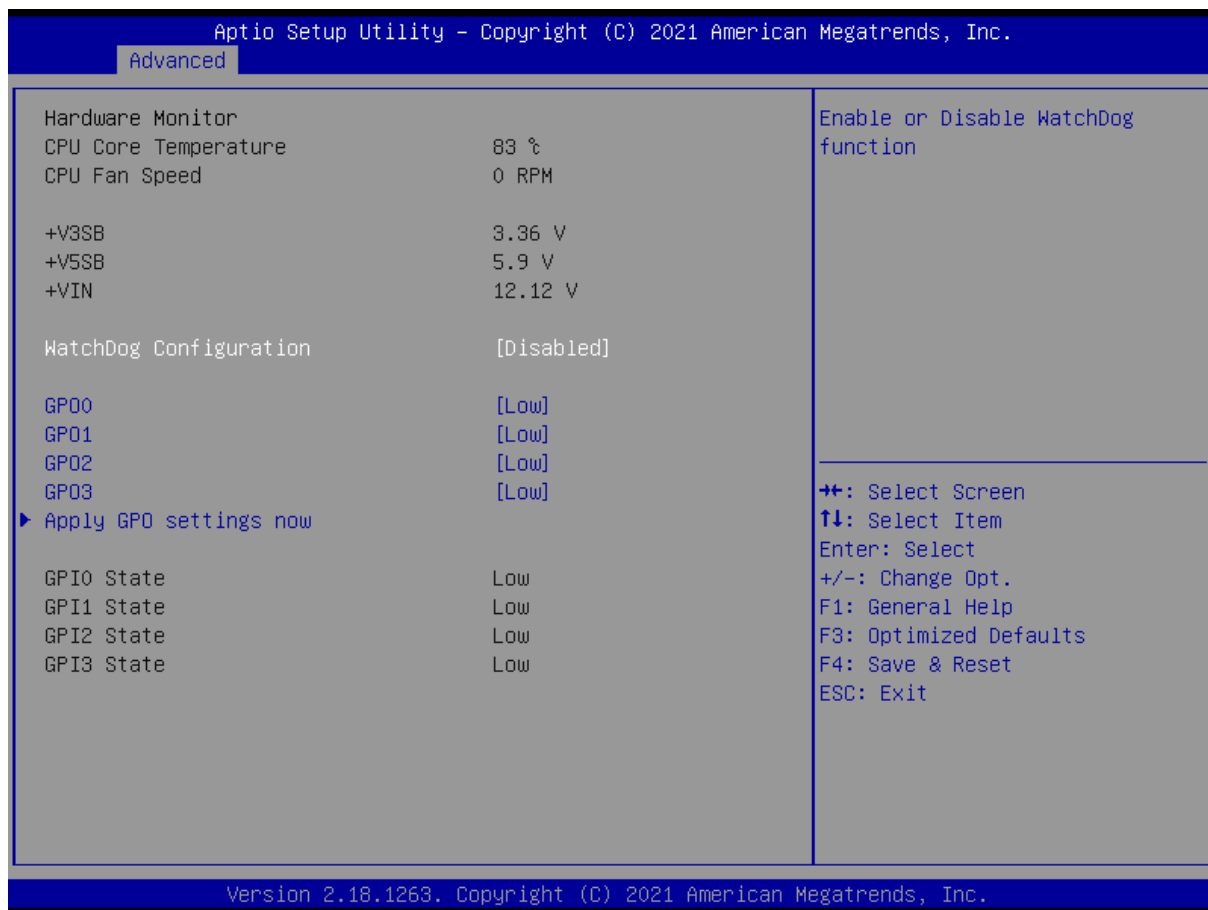 Aptio Setup Utility – Copyright (C) 2021 American Megatrends, Inc.
Advanced
Hardware Monitor
CPU Core Temperature 83 ℃
CPU Fan Speed 0 RPM
+V3SB 3.36 V
+V5SB 5.9 V
+VIN 12.12 V
WatchDog Configuration [Disabled]
GPO0 [Low]
GPO1 [Low]
GPO2 [Low]
GPO3 [Low]
Apply GPO settings now
GPI0 State Low
GPI1 State Low
GPI2 State Low
GPI3 State Low
Enable or Disable WatchDog
function
→←: Select Screen
↑↓: Select Item
Enter: Select
+/-: Change Opt.
F1: General Help
F3: Optimized Defaults
F4: Save & Reset
ESC: Exit
Version 2.18.1263. Copyright (C) 2021 American Megatrends, Inc.